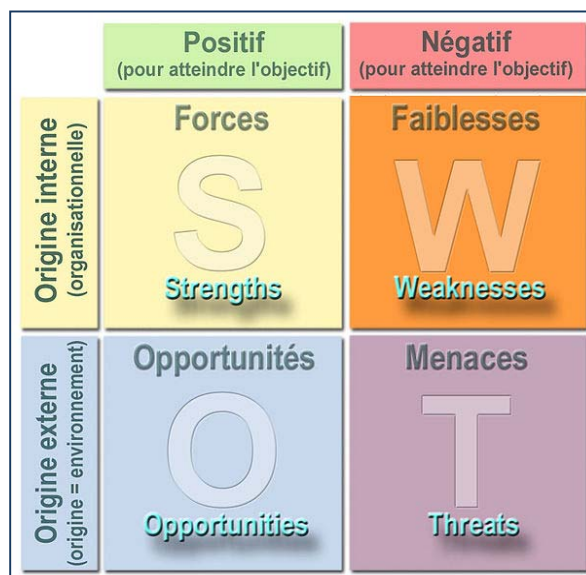 Positif
(pour atteindre l'objectif)
Négatif
(pour atteindre l'objectif)
Origine interne
(organisationnelle)
Forces
S
Strengths
Faiblesses
W
Weaknesses
Origine externe
(origine = environnement)
Opportunités
O
Opportunities
Menaces
T
Threats